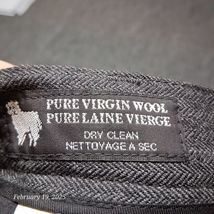 PURE VIRGIN WOOL
PURE LAINE VIERGE
DRY CLEAN
NETTOYAGE A SEC
February 19, 2025